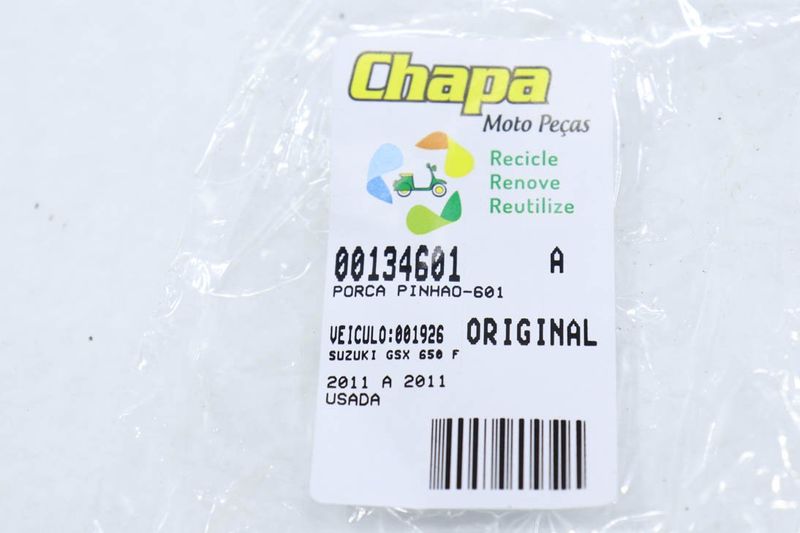 Chapa
Moto Peças
Recicle
Renove
Reutilize
00134601 A
PORCA PINHAO-601
VEICULO:001926 ORIGINAL
SUZUKI GSX 650 F
2011 A 2011
USADA